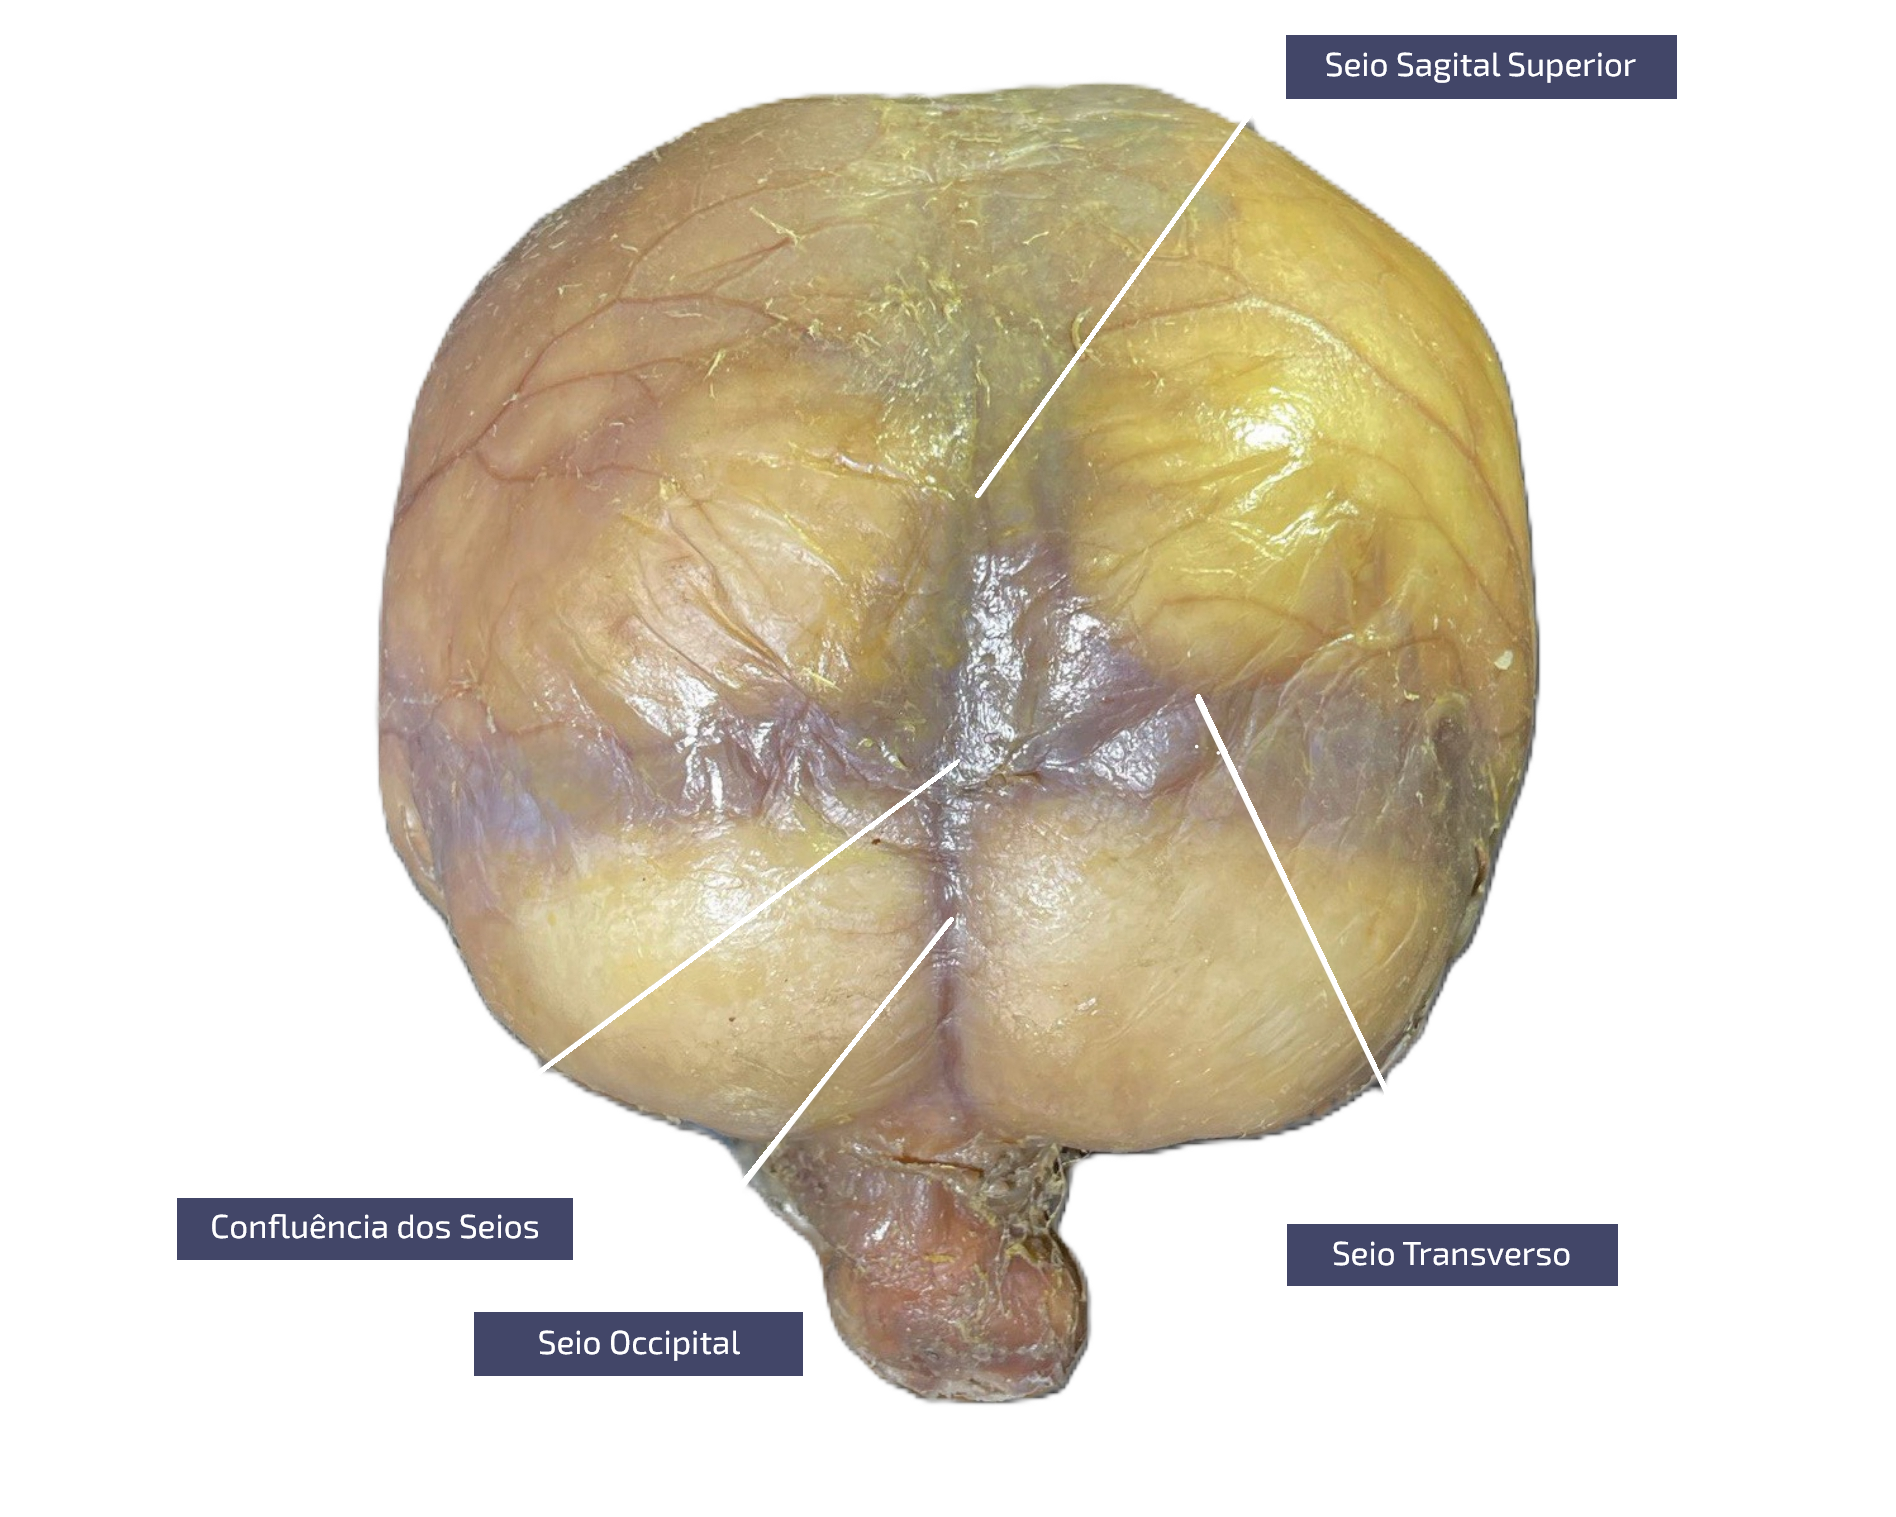 Seio Sagital Superior
Confluência dos Seios
Seio Transverso
Seio Occipital